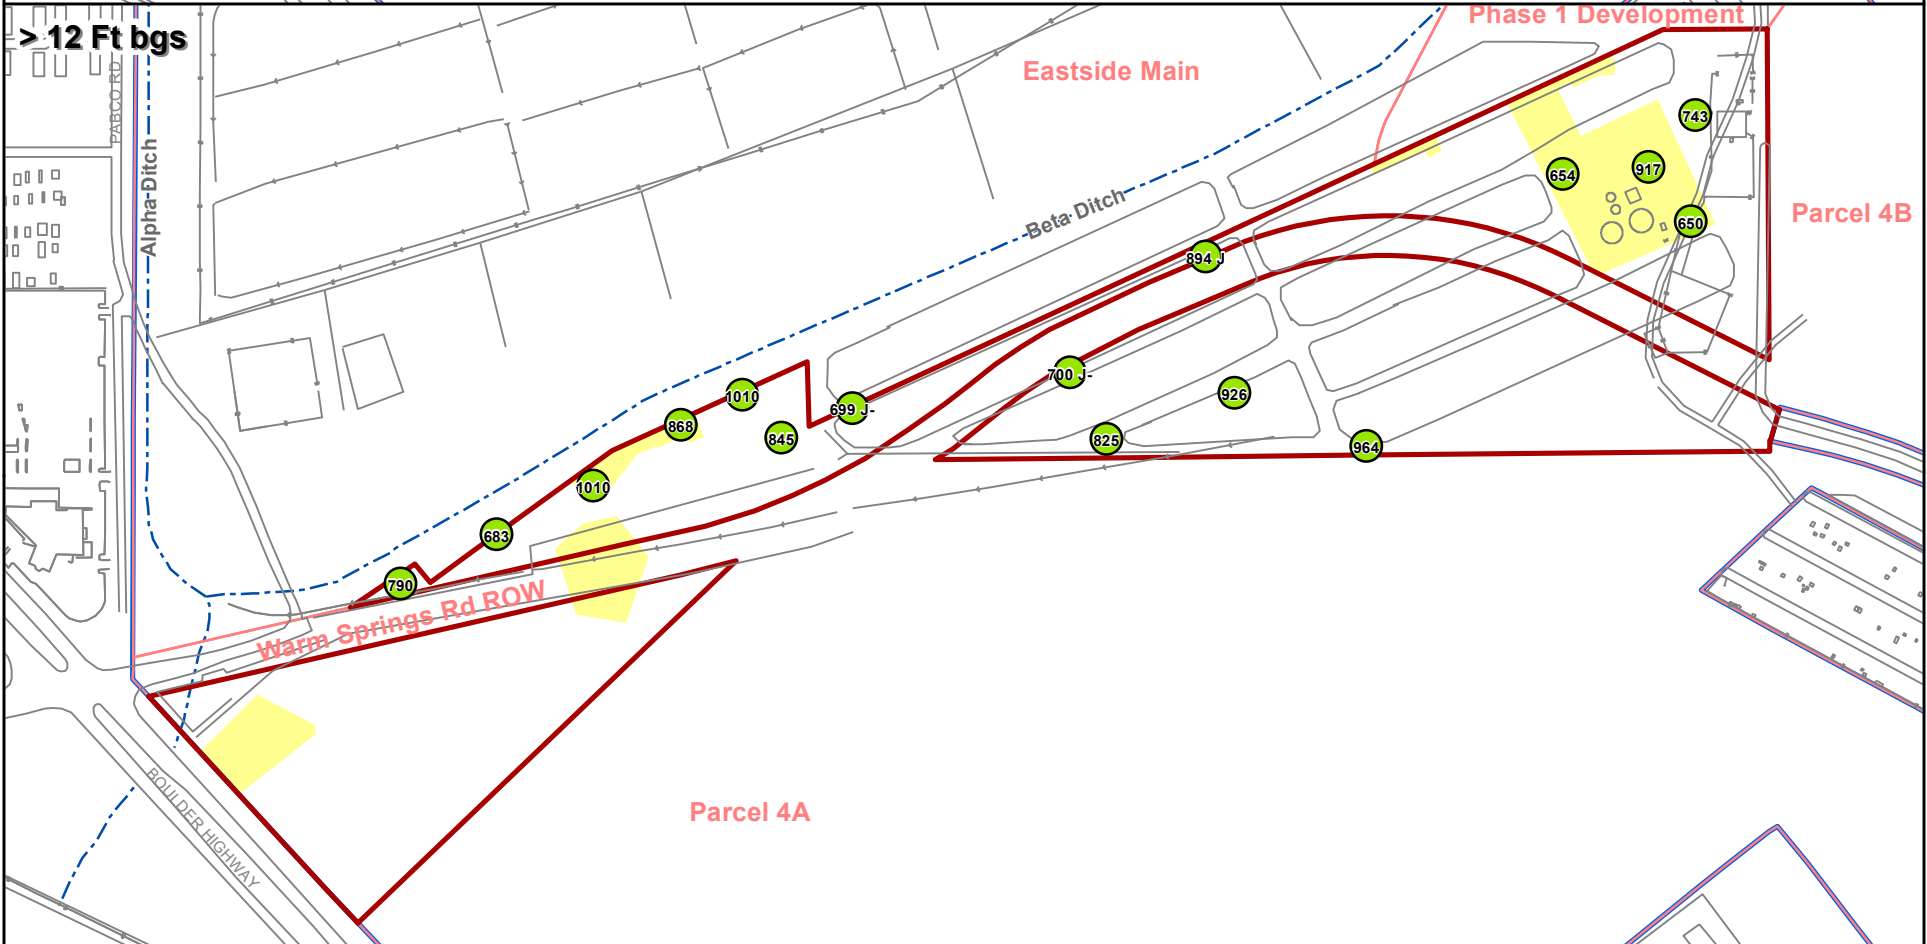 Phase 1 Development
> 12 Ft bgs
Eastside Main
PABCO RD
Alpha Ditch
743
917
654
Beta Ditch
Parcel 4B
650
894 J
700 J-
926
1010
699 J-
868
845
825
964
1010
683
790
Warm Springs Rd ROW
BOULDER HIGHWAY
Parcel 4A